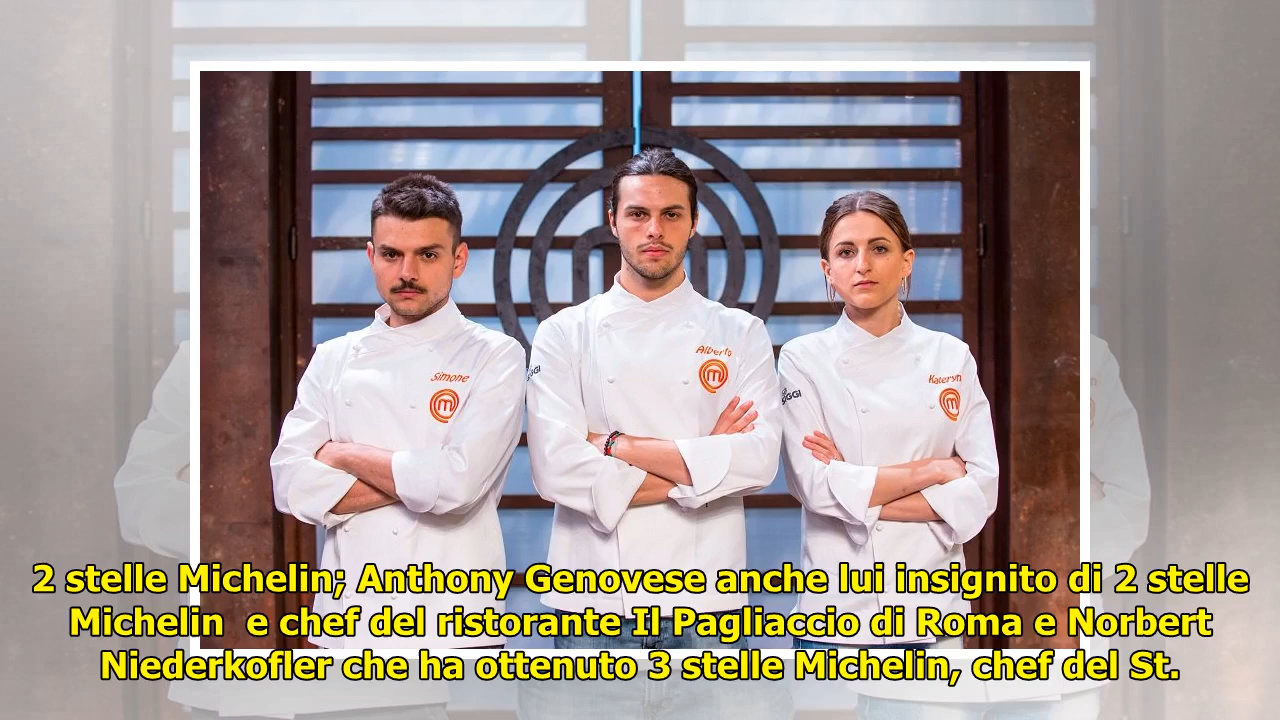 Simone
Alberto
Kateryn
2 stelle Michelin; Anthony Genovese anche lui insignito di 2 stelle
Michelin e chef del ristorante Il Pagliaccio di Roma e Norbert
Niederkofler che ha ottenuto 3 stelle Michelin, chef del St.